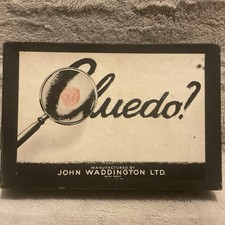 Cluedo?
MANUFACTURED BY
JOHN WADDINGTON LTD.